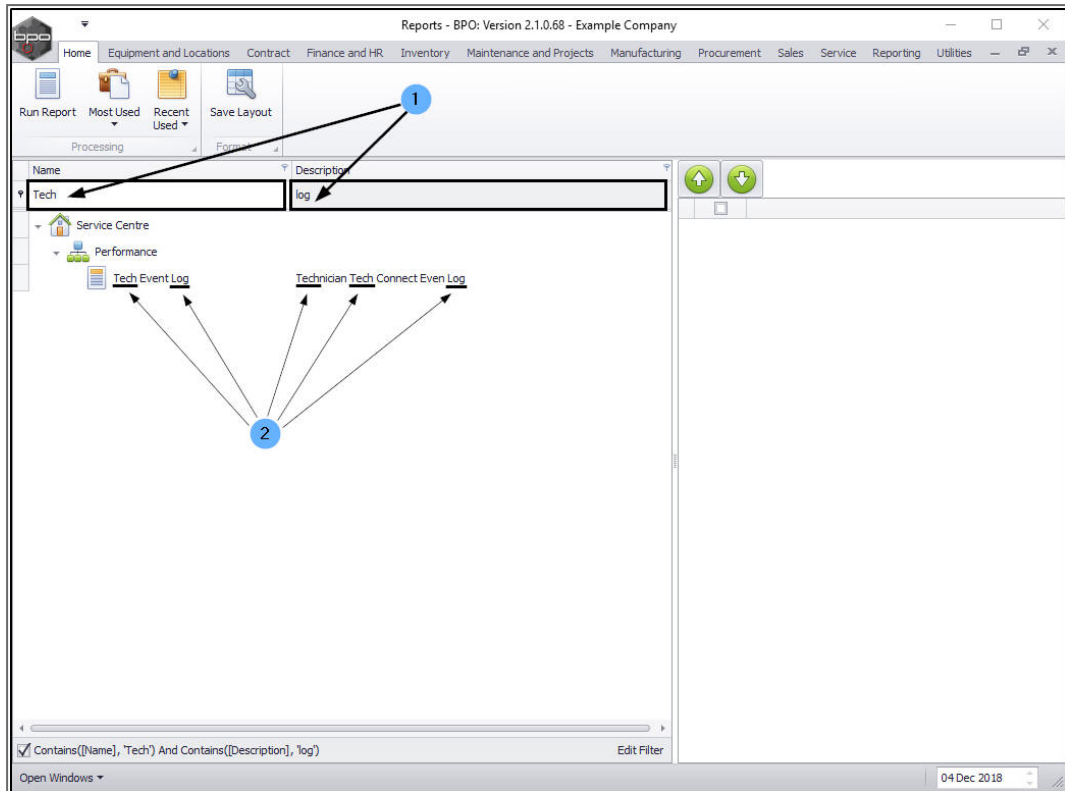 Reports - BPO: Version 2.1.0.68 - Example Company
bpo
Home Equipment and Locations Contract Finance and HR Inventory Maintenance and Projects Manufacturing Procurement Sales Service Reporting Utilities
Run Report Most Used Recent Used Save Layout
Processing Format
1
Name Description
Tech log
Service Centre
Performance
Tech Event Log Technician Tech Connect Even Log
2
Contains([Name], 'Tech') And Contains([Description], 'log') Edit Filter
Open Windows 04 Dec 2018